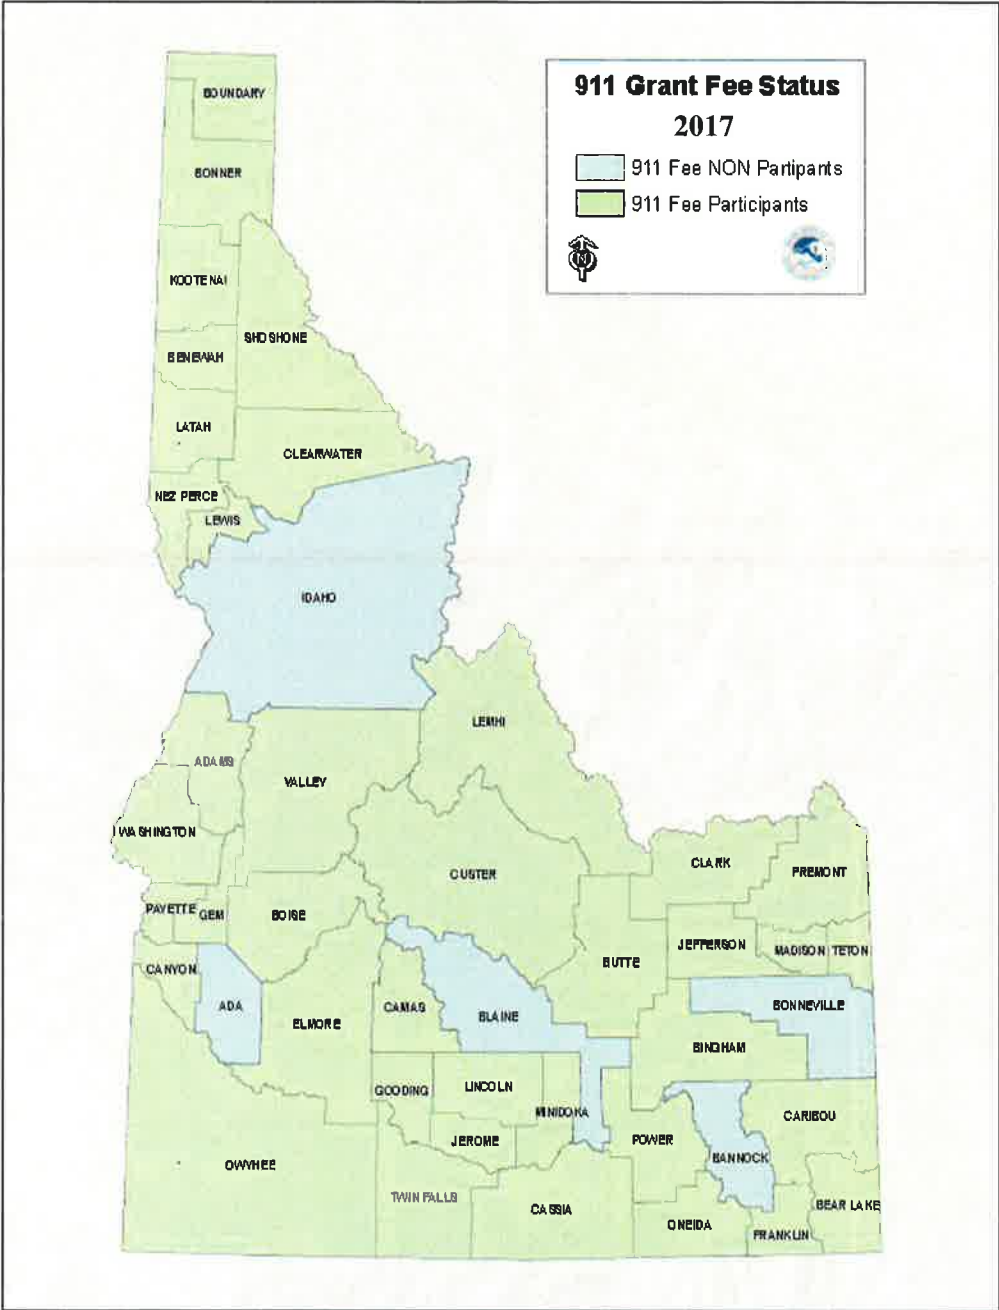 911 Grant Fee Status
2017
911 Fee NON Partipants
911 Fee Participants
N
BOUNDARY
BONNER
KOOTENAI
SHOSHONE
BENEWAH
LATAH
CLEARWATER
NEZ PERCE
LEWIS
IDAHO
LEMHI
ADAMS
VALLEY
WASHINGTON
CLARK
FREMONT
CUSTER
PAYETTE
GEM
BOISE
JEFFERSON
MADISON
TETON
BUTTE
CANYON
ADA
BONNEVILLE
CAMAS
BLAINE
ELMORE
BINGHAM
GOODING
LINCOLN
MINIDOKA
CARIBOU
JEROME
POWER
BANNOCK
OWYHEE
TWIN FALLS
CASSIA
BEAR LAKE
ONEIDA
FRANKLIN